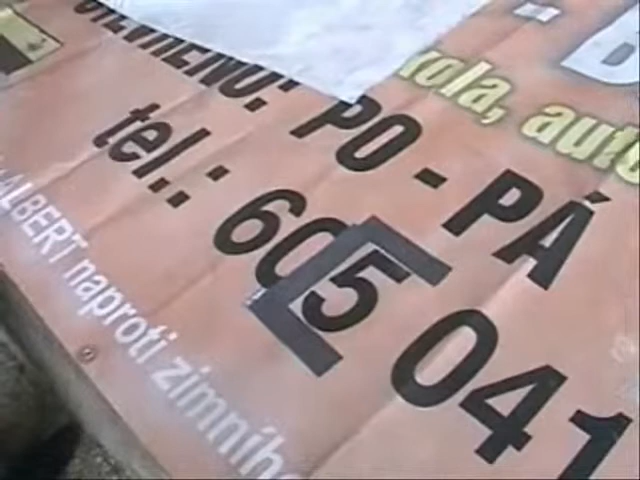 OTEVŘENO: PO - PÁ
kola, auto
tel.: 605 041
ALBERT naproti zimního